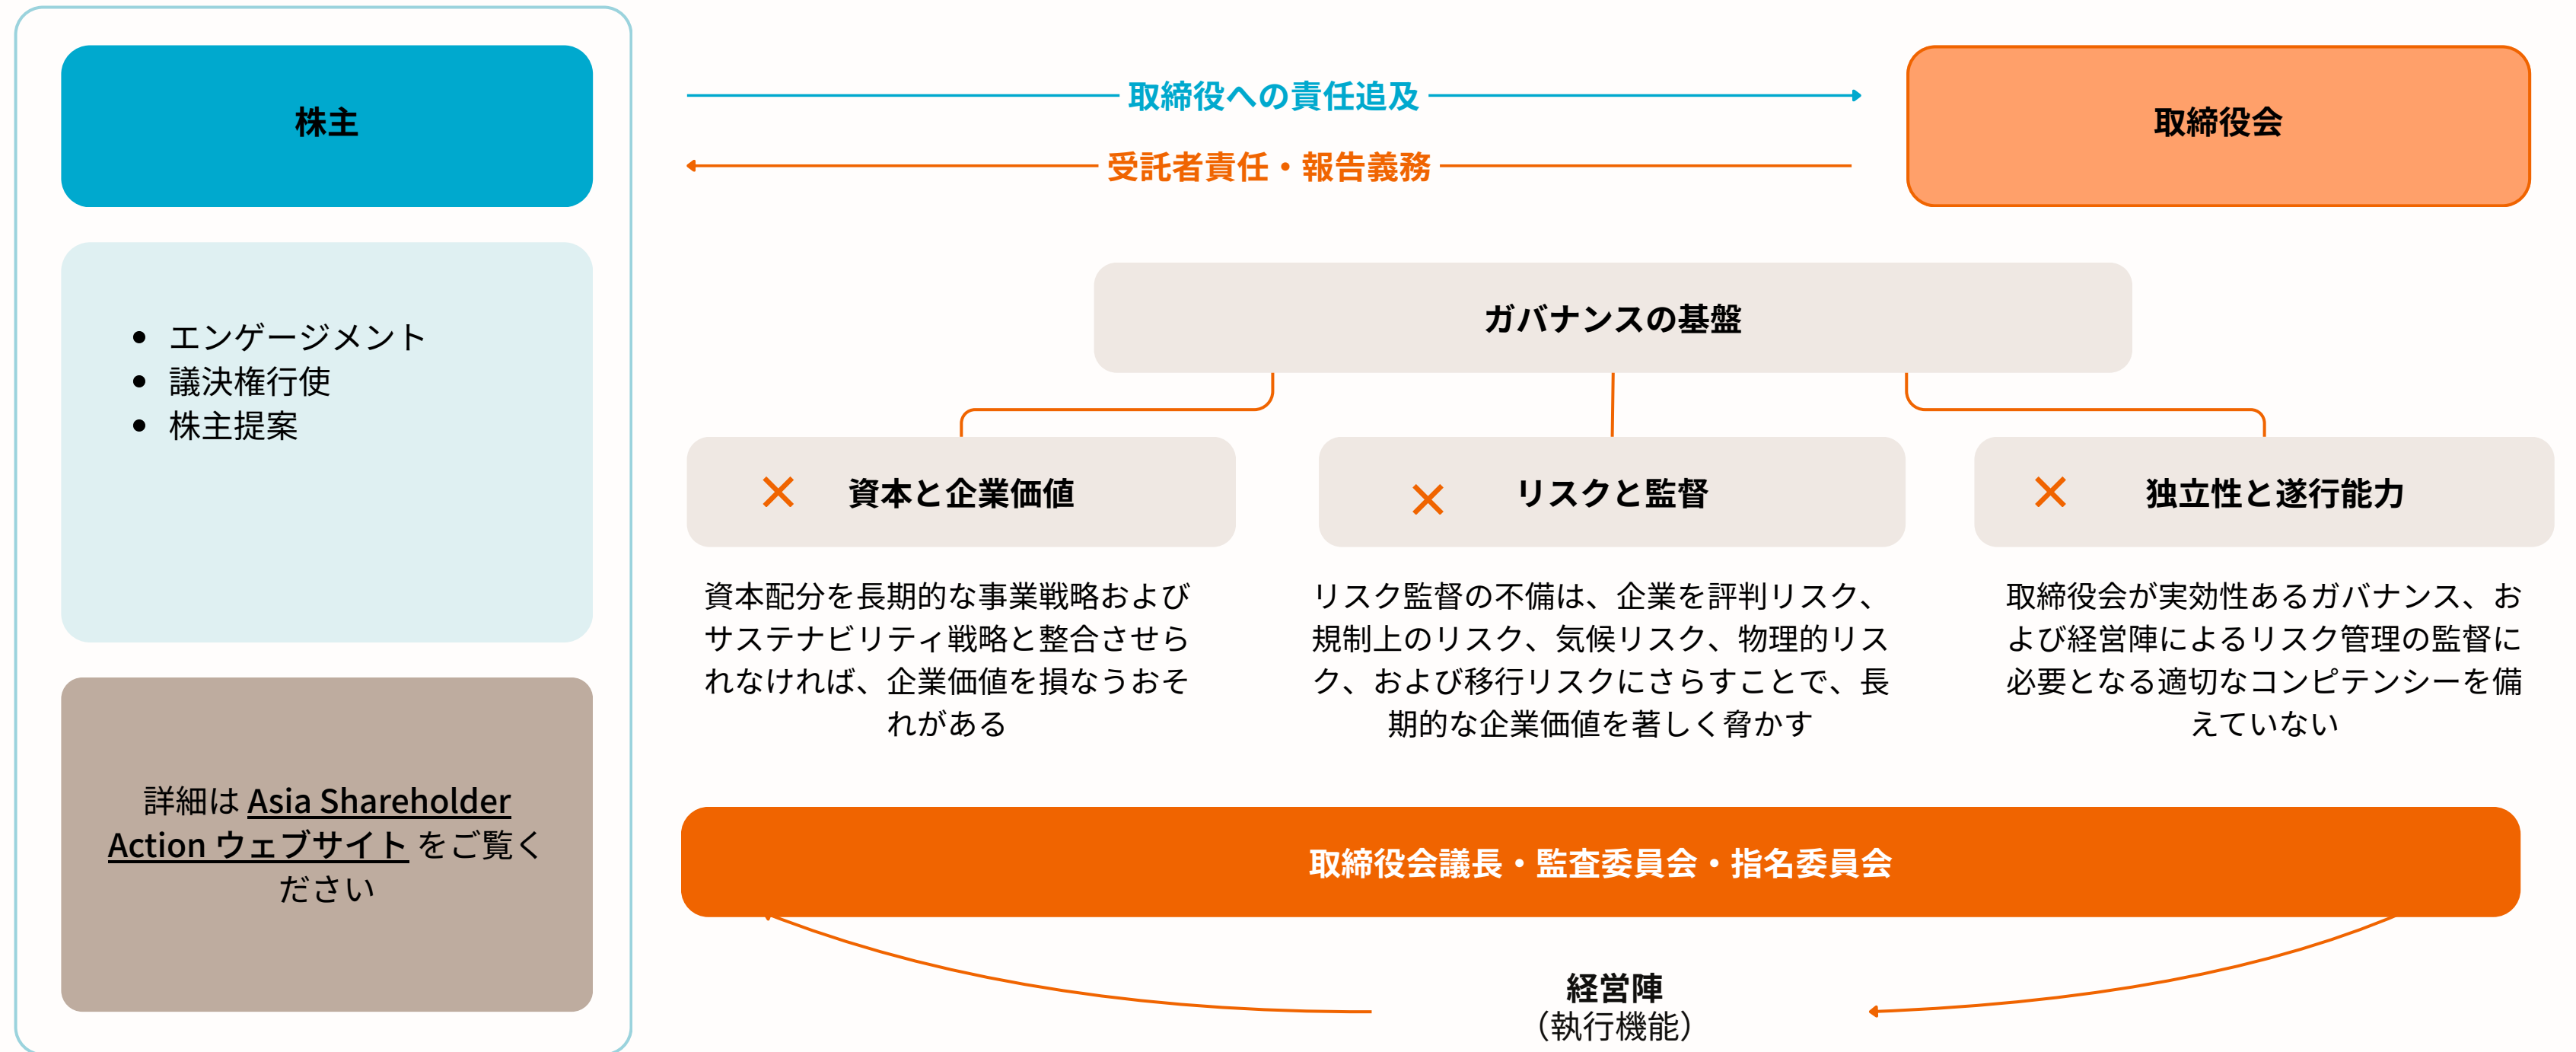 株主
エンゲージメント
議決権行使
株主提案
詳細は Asia Shareholder
Action ウェブサイト をご覧く
ださい
取締役への責任追及
受託者責任・報告義務
取締役会
ガバナンスの基盤
資本と企業価値
資本配分を長期的な事業戦略および
サステナビリティ戦略と整合させら
れなければ、企業価値を損なうおそ
れがある
リスクと監督
リスク監督の不備は、企業を評判リスク、
規制上のリスク、気候リスク、物理的リス
ク、および移行リスクにさらすことで、長
期的な企業価値を著しく脅かす
独立性と遂行能力
取締役会が実効性あるガバナンス、お
よび経営陣によるリスク管理の監督に
必要となる適切なコンピテンシーを備
えていない
取締役会議長・監査委員会・指名委員会
経営陣
（執行機能）